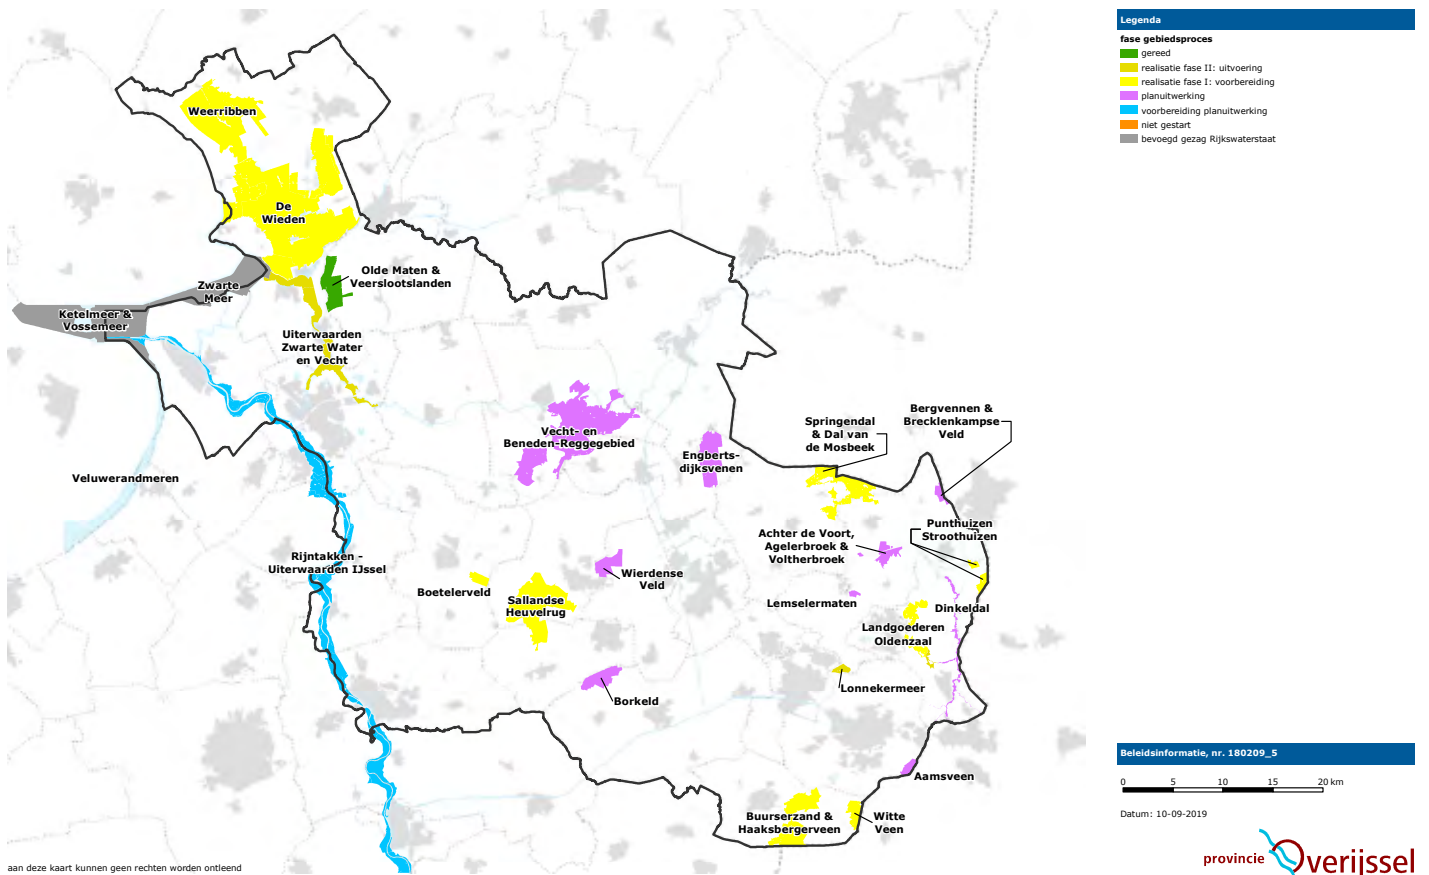 Legenda
fase gebiedsproces
gereed
realisatie fase II: uitvoering
realisatie fase I: voorbereiding
planuitwerking
voorbereiding planuitwerking
niet gestart
bevoegd gezag Rijkswaterstaat
Weerribben
De
Wieden
Olde Maten &
Veerslootslanden
Zwarte
Meer
Ketelmeer &
Vossemeer
Uiterwaarden
Zwarte Water
en Vecht
Vecht- en
Beneden-Reggegebied
Engberts-
dijksvenen
Springendal
& Dal van
de Mosbeek
Bergvennen &
Brecklenkampse
Veld
Veluwerandmeren
Punthuizen
Stroothuizen
Achter de Voort,
Agelerbroek &
Voltherbroek
Rijntakken -
Uiterwaarden IJssel
Wierdense
Veld
Boetelerveld
Sallandse
Heuvelrug
Lemselermaten
Dinkeldal
Landgoederen
Oldenzaal
Lonnekermeer
Borkeld
Aamsveen
Buurserzand &
Haaksbergerveen
Witte
Veen
Beleidsinformatie, nr. 180209_5
0 5 10 15 20 km
Datum: 10-09-2019
provincie Overijssel
aan deze kaart kunnen geen rechten worden ontleend